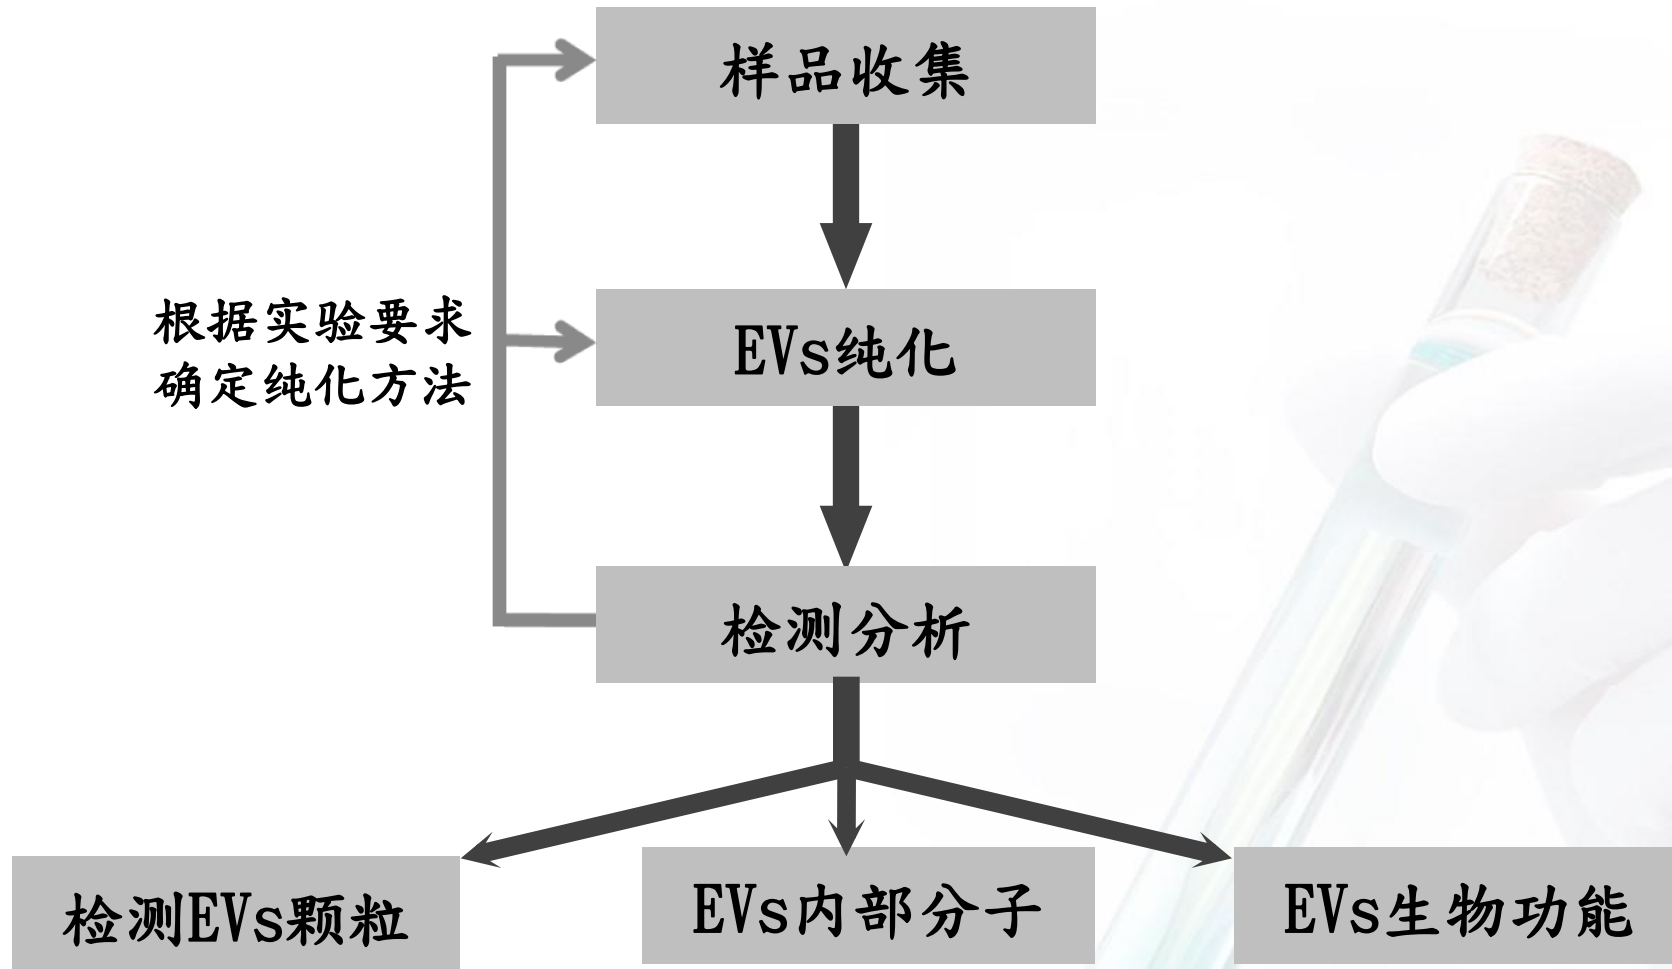 样品收集
根据实验要求
确定纯化方法
EVs纯化
检测分析
检测EVs颗粒
EVs内部分子
EVs生物功能